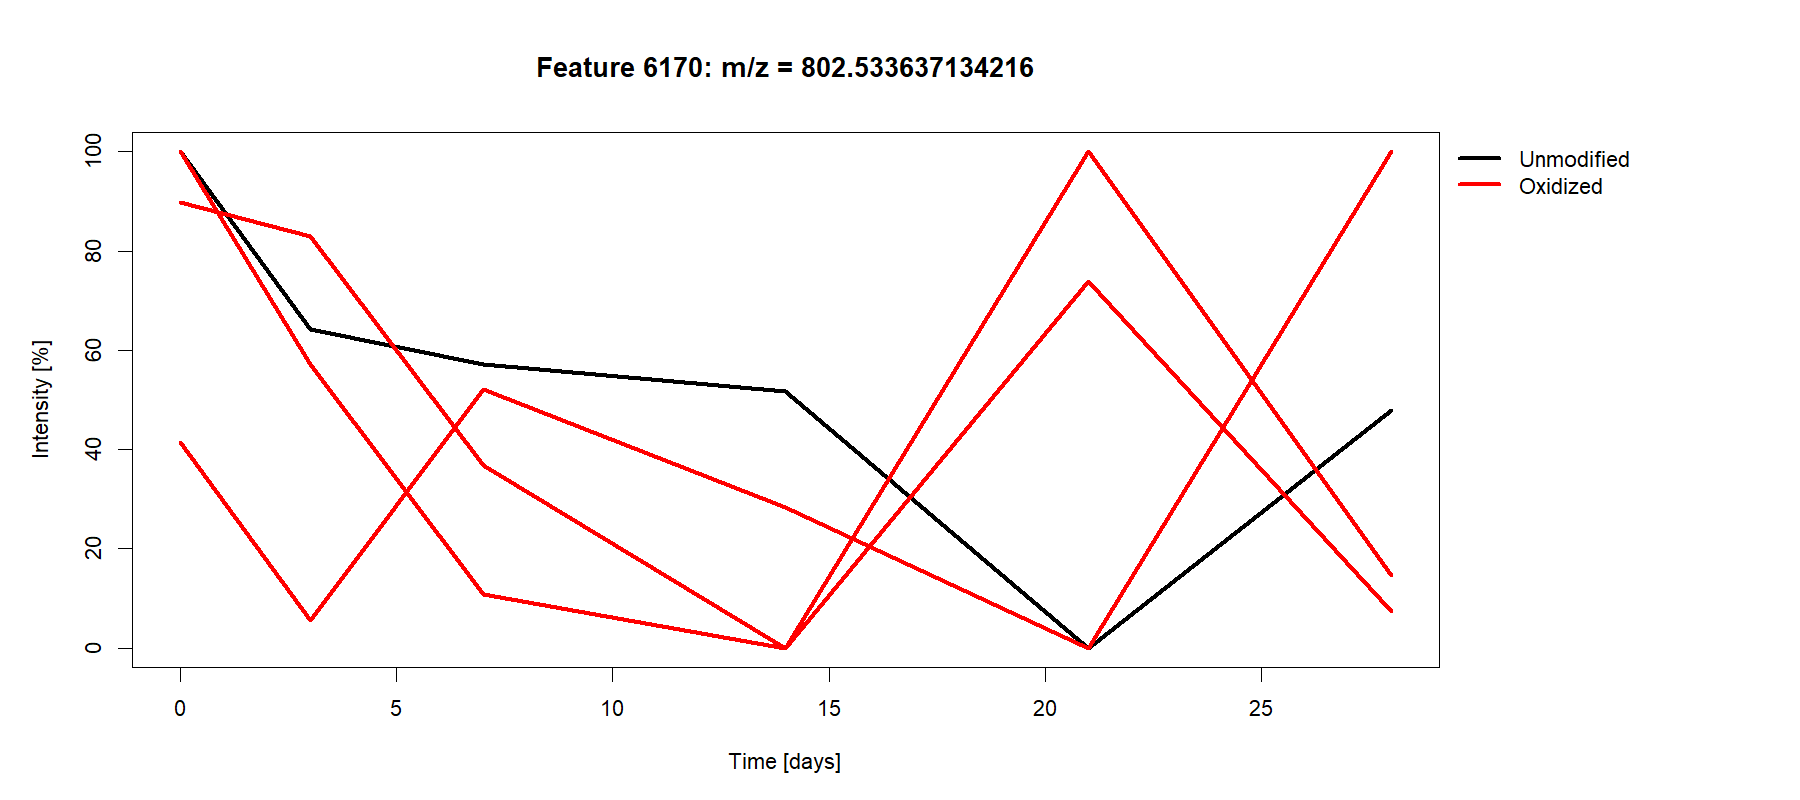 Feature 6170: m/z = 802.533637134216
Unmodified
Oxidized
Intensity [%]
100
80
60
40
20
0
0 5 10 15 20 25
Time [days]